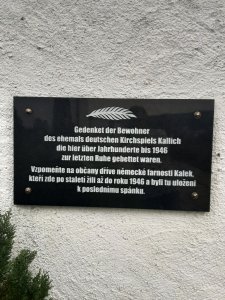 Gedenket der Bewohner
des ehemals deutschen Kirchspiels Kallich
die hier über Jahrhunderte bis 1946
zur letzten Ruhe gebettet waren.
Vzpomeňte na občany dříve německé farnosti Kalek,
kteří zde po staletí žili až do roku 1946 a byli tu uloženi
k poslednímu spánku.